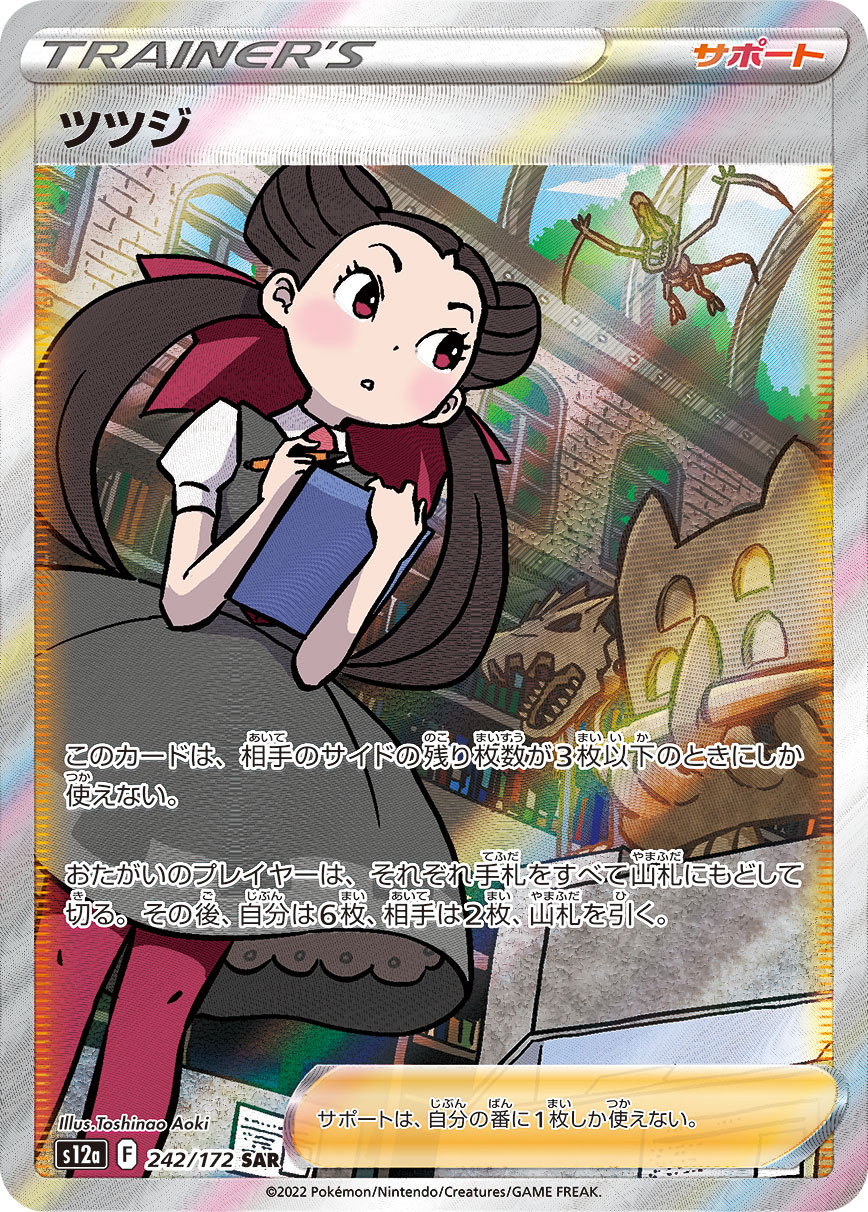 TRAINER'S
サポート
ツツジ
このカードは、相手のサイドの残り枚数が3枚以下のときにしか
使えない。
おたがいのプレイヤーは、それぞれ手札をすべて山札にもどして
切る。その後、自分は6枚、相手は2枚、山札を引く。
サポートは、自分の番に1枚しか使えない。
Illus.Toshinao Aoki
s12a F 242/172 SAR
©2022 Pokémon/Nintendo/Creatures/GAME FREAK.